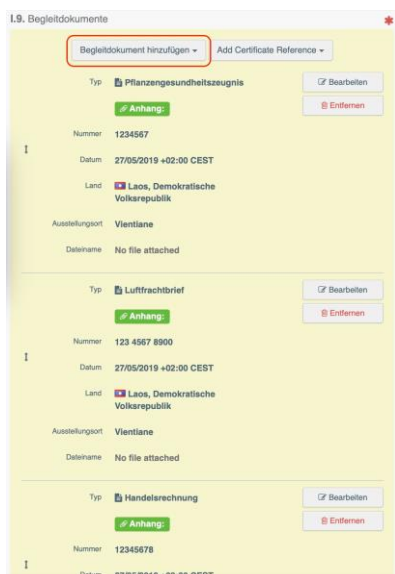 I.9. Begleitdokumente *
Begleitdokument hinzufügen Add Certificate Reference
Typ Pflanzengesundheitszeugnis Bearbeiten
Anhang: Entfernen
Nummer 1234567
Datum 27/05/2019 +02:00 CEST
Land Laos, Demokratische
Volksrepublik
Ausstellungsort Vientiane
Dateiname No file attached
Typ Luftfrachtbrief Bearbeiten
Anhang: Entfernen
Nummer 123 4567 8900
Datum 27/05/2019 +02:00 CEST
Land Laos, Demokratische
Volksrepublik
Ausstellungsort Vientiane
Dateiname No file attached
Typ Handelsrechnung Bearbeiten
Anhang: Entfernen
Nummer 12345678